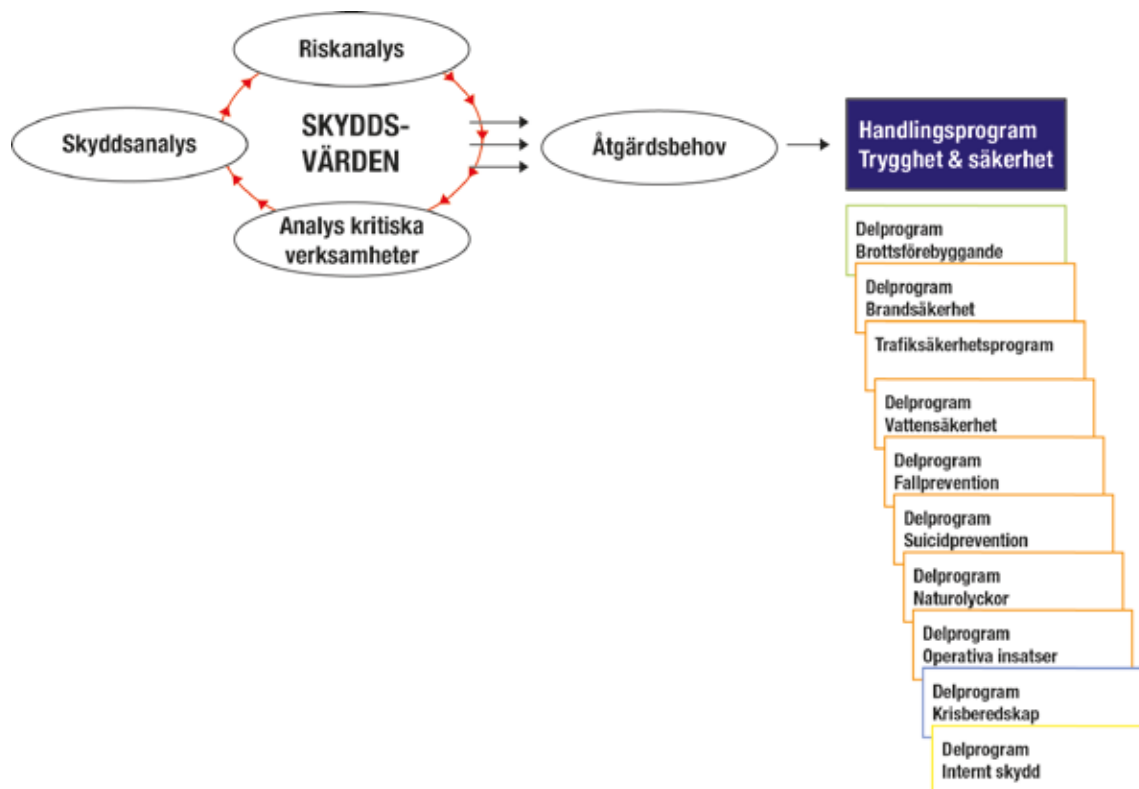 Riskanalys
Skyddsanalys
SKYDDS-
VÄRDEN
Analys kritiska
verksamheter
Åtgärdsbehov
Handlingsprogram
Trygghet & säkerhet
Delprogram
Brottsförebyggande
Delprogram
Brandsäkerhet
Trafiksäkerhetsprogram
Delprogram
Vattensäkerhet
Delprogram
Fallprevention
Delprogram
Suicidprevention
Delprogram
Naturolyckor
Delprogram
Operativa insatser
Delprogram
Krisberedskap
Delprogram
Internt skydd